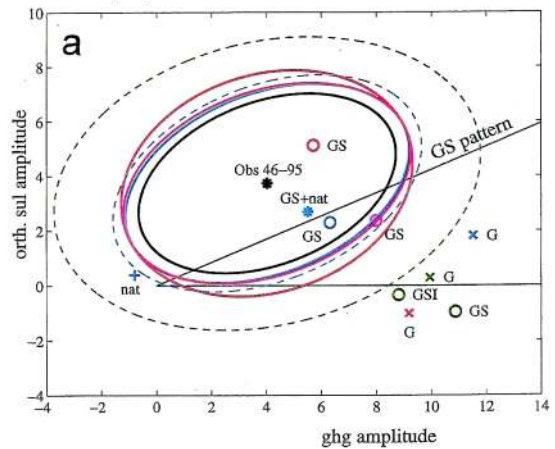 a
10
8
6
4
2
0
−2
−4
orth. sul amplitude
GS
GS pattern
Obs 46−95
GS+nat
GS
GS
G
nat
G
GSI
GS
G
−4
−2
0
2
4
6
8
10
12
14
ghg amplitude